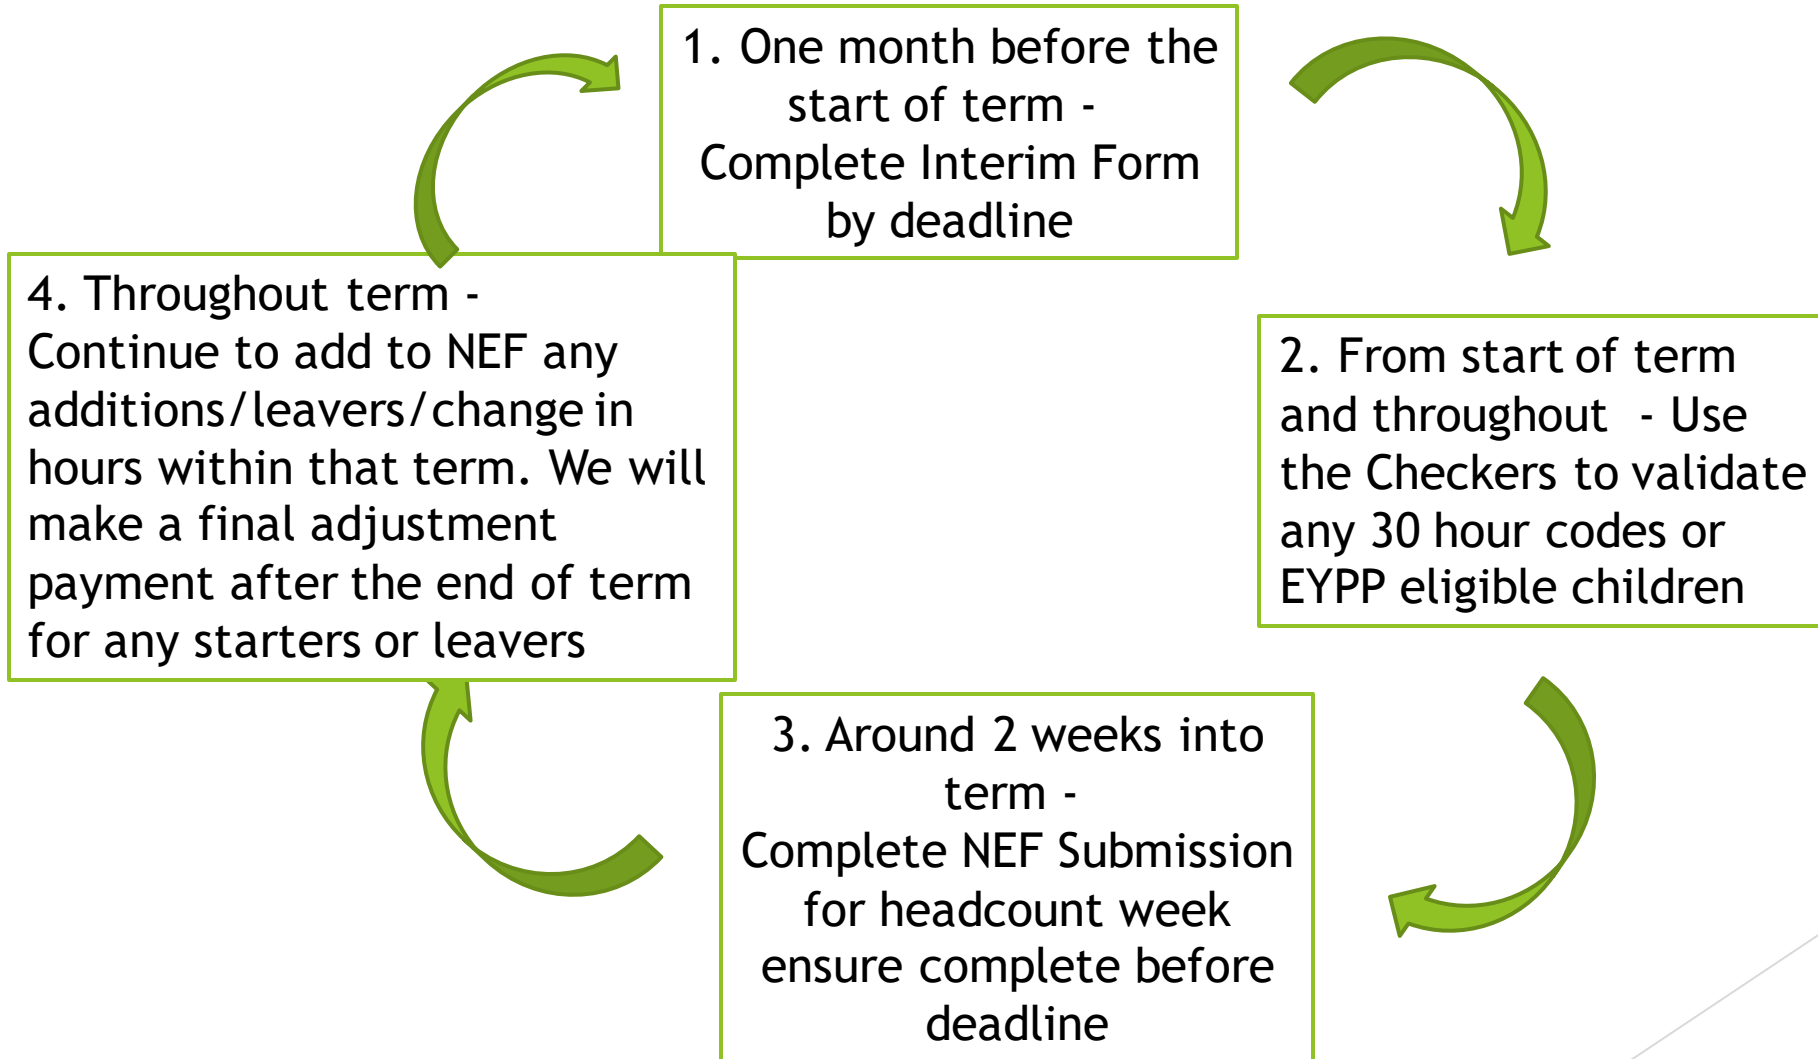 1. One month before the
start of term -
Complete Interim Form
by deadline
2. From start of term
and throughout  - Use
the Checkers to validate
any 30 hour codes or
EYPP eligible children
3. Around 2 weeks into
term -
Complete NEF Submission
for headcount week
ensure complete before
deadline
4. Throughout term -
Continue to add to NEF any
additions/leavers/change in
hours within that term. We will
make a final adjustment
payment after the end of term
for any starters or leavers